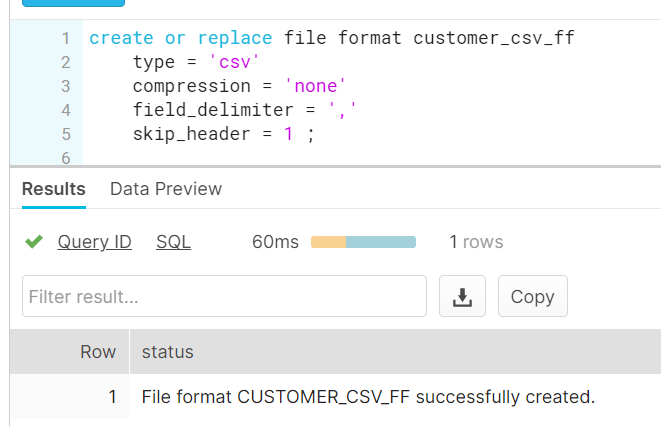 1 create or replace file format customer_csv_ff
2 type = 'csv'
3 compression = 'none'
4 field_delimiter = ','
5 skip_header = 1 ;
6
Results Data Preview
Query ID SQL 60ms 1 rows
Filter result... Copy
Row status
1 File format CUSTOMER_CSV_FF successfully created.